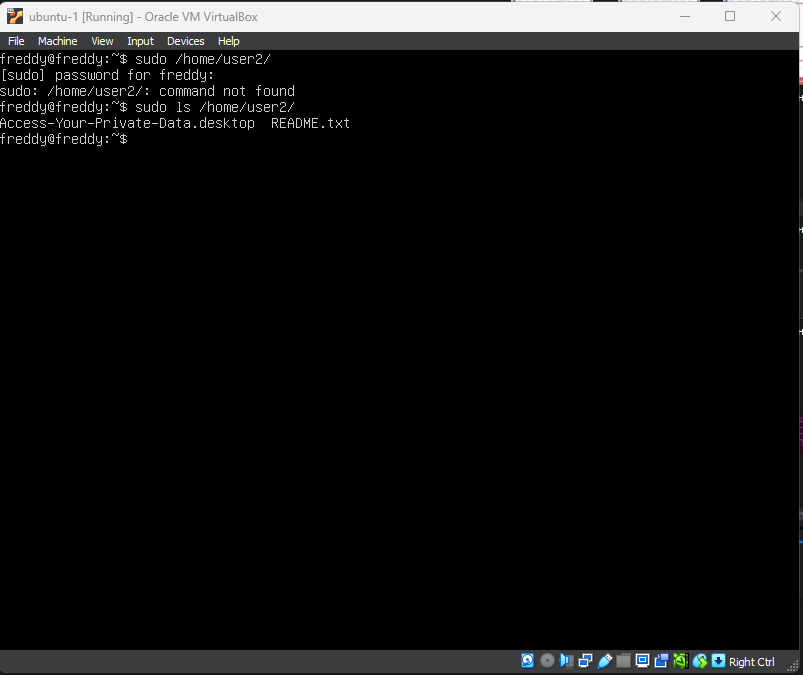 ubuntu-1 [Running] - Oracle VM VirtualBox
File Machine View Input Devices Help
freddy@freddy:~$ sudo /home/user2/
[sudo] password for freddy:
sudo: /home/user2/: command not found
freddy@freddy:~$ sudo ls /home/user2/
Access-Your-Private-Data.desktop  README.txt
freddy@freddy:~$
Right Ctrl